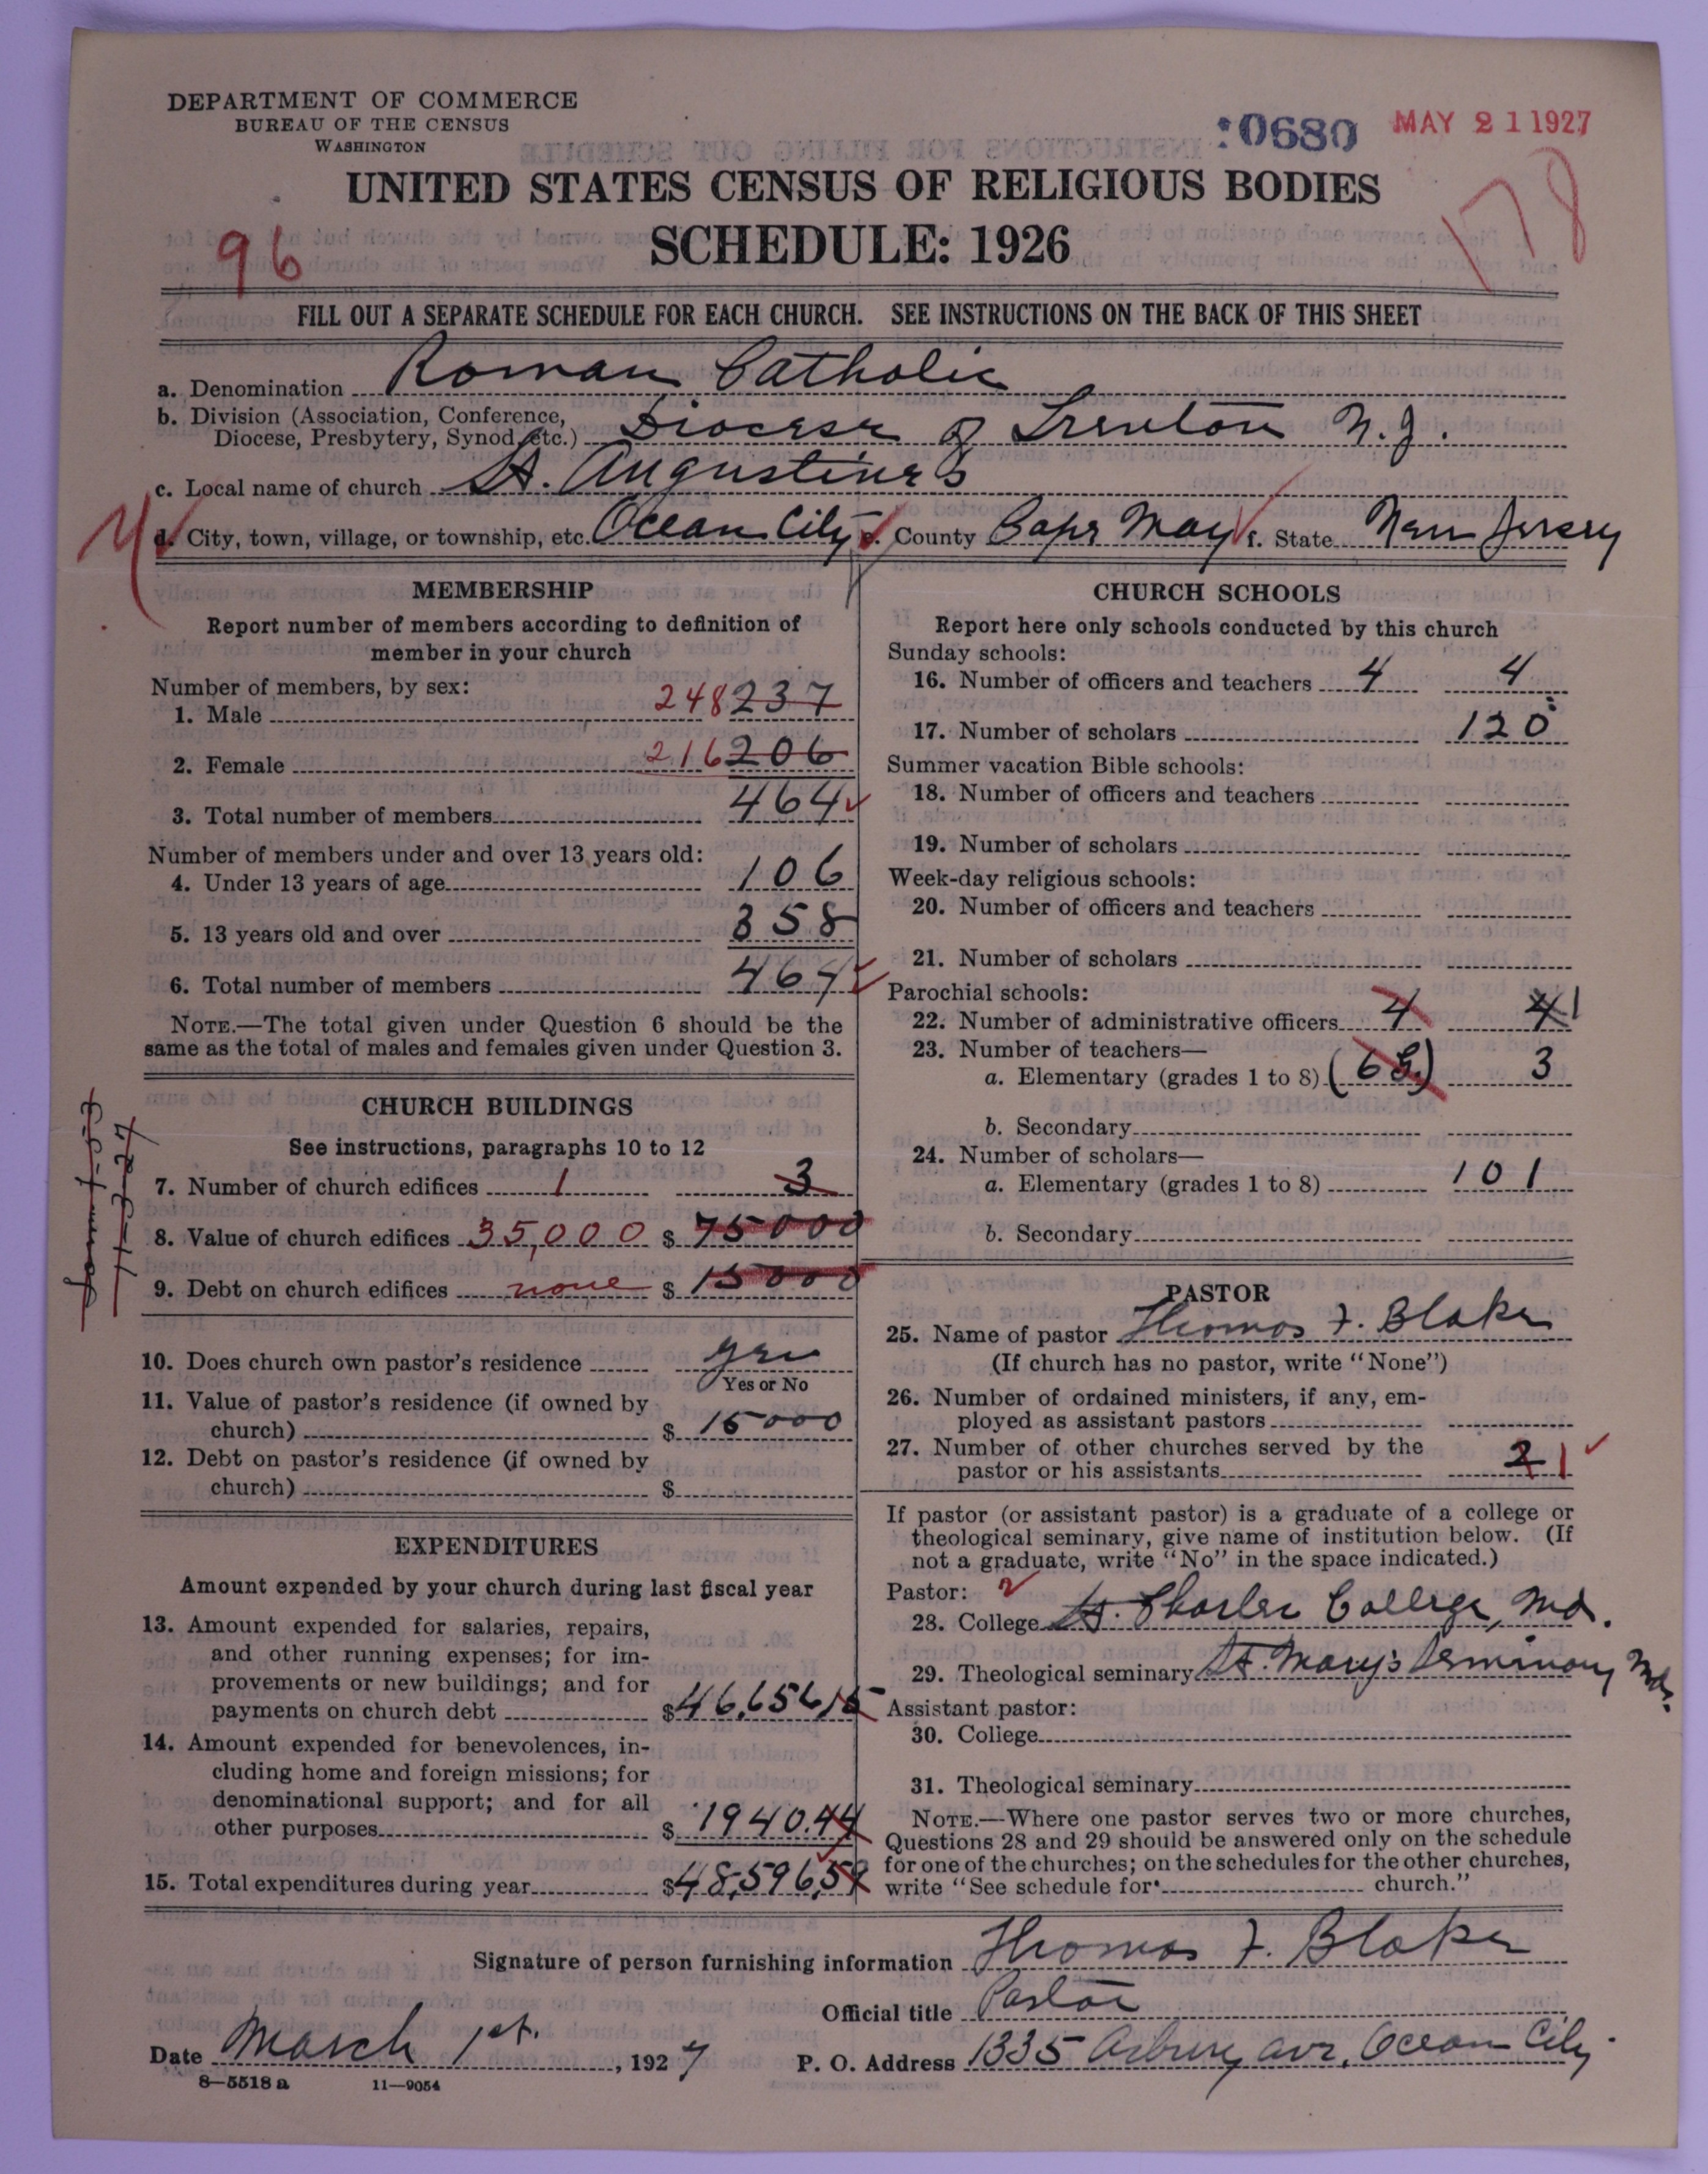 DEPARTMENT OF COMMERCE
BUREAU OF THE CENSUS
WASHINGTON
:0680 MAY 21 1927
UNITED STATES CENSUS OF RELIGIOUS BODIES
SCHEDULE: 1926
96
178
FILL OUT A SEPARATE SCHEDULE FOR EACH CHURCH. SEE INSTRUCTIONS ON THE BACK OF THIS SHEET
a. Denomination Roman Catholic
b. Division (Association, Conference,
Diocese, Presbytery, Synod, etc.) Diocese of Trenton N.J.
c. Local name of church St. Augustine's
d. City, town, village, or township, etc. Ocean City e. County Cape May f. State New Jersey
MEMBERSHIP
Report number of members according to definition of
member in your church
Number of members, by sex:
1. Male 248 237
2. Female 216 206
3. Total number of members 464
Number of members under and over 13 years old:
4. Under 13 years of age 106
5. 13 years old and over 358
6. Total number of members 464
NOTE.—The total given under Question 6 should be the
same as the total of males and females given under Question 3.
CHURCH BUILDINGS
See instructions, paragraphs 10 to 12
7. Number of church edifices 1 3
8. Value of church edifices 35,000 $ 75000
9. Debt on church edifices none $ 15000
10. Does church own pastor's residence yes
Yes or No
11. Value of pastor's residence (if owned by
church) $ 15000
12. Debt on pastor's residence (if owned by
church) $
EXPENDITURES
Amount expended by your church during last fiscal year
13. Amount expended for salaries, repairs,
and other running expenses; for im-
provements or new buildings; and for
payments on church debt $46,656,15
14. Amount expended for benevolences, in-
cluding home and foreign missions; for
denominational support; and for all
other purposes $ 1940.44
15. Total expenditures during year $48,596,59
CHURCH SCHOOLS
Report here only schools conducted by this church
Sunday schools:
16. Number of officers and teachers 4 4
17. Number of scholars 120
Summer vacation Bible schools:
18. Number of officers and teachers
19. Number of scholars
Week-day religious schools:
20. Number of officers and teachers
21. Number of scholars
Parochial schools:
22. Number of administrative officers 4 4 1
23. Number of teachers—
a. Elementary (grades 1 to 8) 3
b. Secondary
24. Number of scholars—
a. Elementary (grades 1 to 8) 101
b. Secondary
PASTOR
25. Name of pastor Thomas F. Blake
(If church has no pastor, write "None")
26. Number of ordained ministers, if any, em-
ployed as assistant pastors
27. Number of other churches served by the
pastor or his assistants 2 1
If pastor (or assistant pastor) is a graduate of a college or
theological seminary, give name of institution below. (If
not a graduate, write "No" in the space indicated.)
Pastor:
28. College St. Charles College, Md.
29. Theological seminary St. Mary's Seminary Md.
Assistant pastor:
30. College
31. Theological seminary
NOTE.—Where one pastor serves two or more churches,
Questions 28 and 29 should be answered only on the schedule
for one of the churches; on the schedules for the other churches,
write "See schedule for church."
Signature of person furnishing information Thomas F. Blake
Official title Pastor
Date March 1st. , 1927 P. O. Address 1335 Asbury Ave, Ocean City.
8—5518 a 11—9054